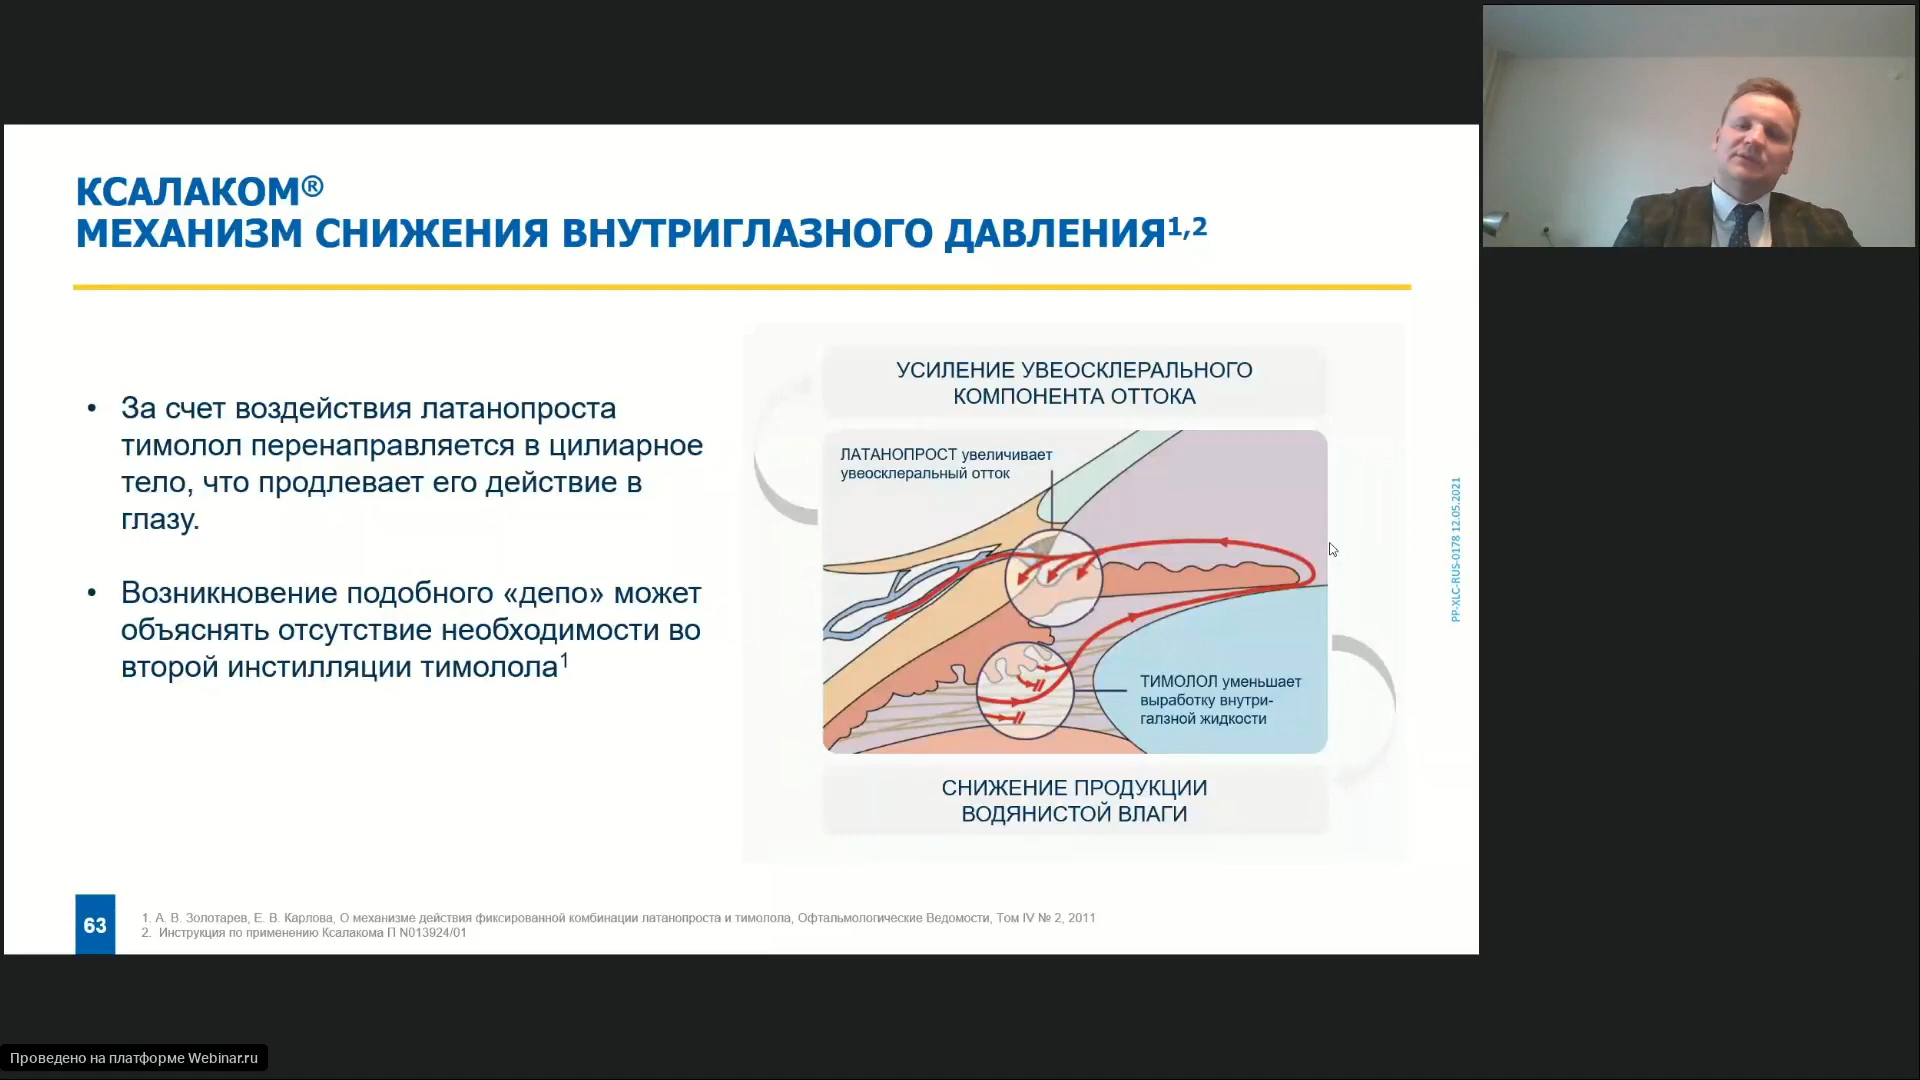 КСАЛАКОМ®
МЕХАНИЗМ СНИЖЕНИЯ ВНУТРИГЛАЗНОГО ДАВЛЕНИЯ1,2
• За счет воздействия латанопроста
тимолол перенаправляется в цилиарное
тело, что продлевает его действие в
глазу.
• Возникновение подобного «депо» может
объяснять отсутствие необходимости во
второй инстилляции тимолола1
УСИЛЕНИЕ УВЕОСКЛЕРАЛЬНОГО
КОМПОНЕНТА ОТТОКА
ЛАТАНОПРОСТ увеличивает
увеосклеральный отток
ТИМОЛОЛ уменьшает
выработку внутри-
галзной жидкости
СНИЖЕНИЕ ПРОДУКЦИИ
ВОДЯНИСТОЙ ВЛАГИ
PP-XLC-RUS-0178 12.05.2021
63
1. А. В. Золотарев, Е. В. Карлова, О механизме действия фиксированной комбинации латанопроста и тимолола, Офтальмологические Ведомости, Том IV № 2, 2011
2. Инструкция по применению Ксалакома П N013924/01
Проведено на платформе Webinar.ru